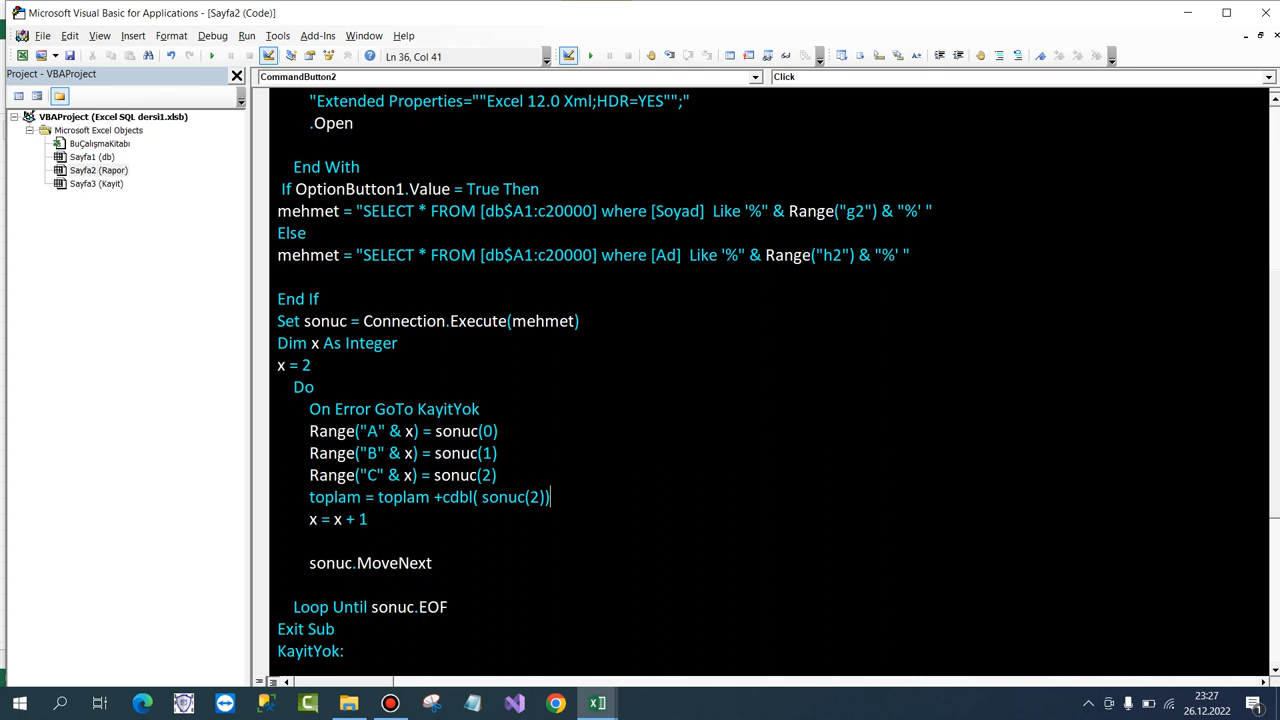 Microsoft Visual Basic for Applications - [Sayfa2 (Code)]
File Edit View Insert Format Debug Run Tools Add-Ins Window Help
Ln 36, Col 41
Project - VBAProject
CommandButton2
Click
VBAProject (Excel SQL dersi1.xlsb)
Microsoft Excel Objects
BuÇalışmaKitabı
Sayfa1 (db)
Sayfa2 (Rapor)
Sayfa3 (Kayit)
"Extended Properties=""Excel 12.0 Xml;HDR=YES"";"
.Open
End With
If OptionButton1.Value = True Then
mehmet = "SELECT * FROM [db$A1:c20000] where [Soyad]  Like '%" & Range("g2") & "%' "
Else
mehmet = "SELECT * FROM [db$A1:c20000] where [Ad]  Like '%" & Range("h2") & "%' "
End If
Set sonuc = Connection.Execute(mehmet)
Dim x As Integer
x = 2
Do
On Error GoTo KayitYok
Range("A" & x) = sonuc(0)
Range("B" & x) = sonuc(1)
Range("C" & x) = sonuc(2)
toplam = toplam +cdbl( sonuc(2))
x = x + 1
sonuc.MoveNext
Loop Until sonuc.EOF
Exit Sub
KayitYok:
23:27
26.12.2022
1